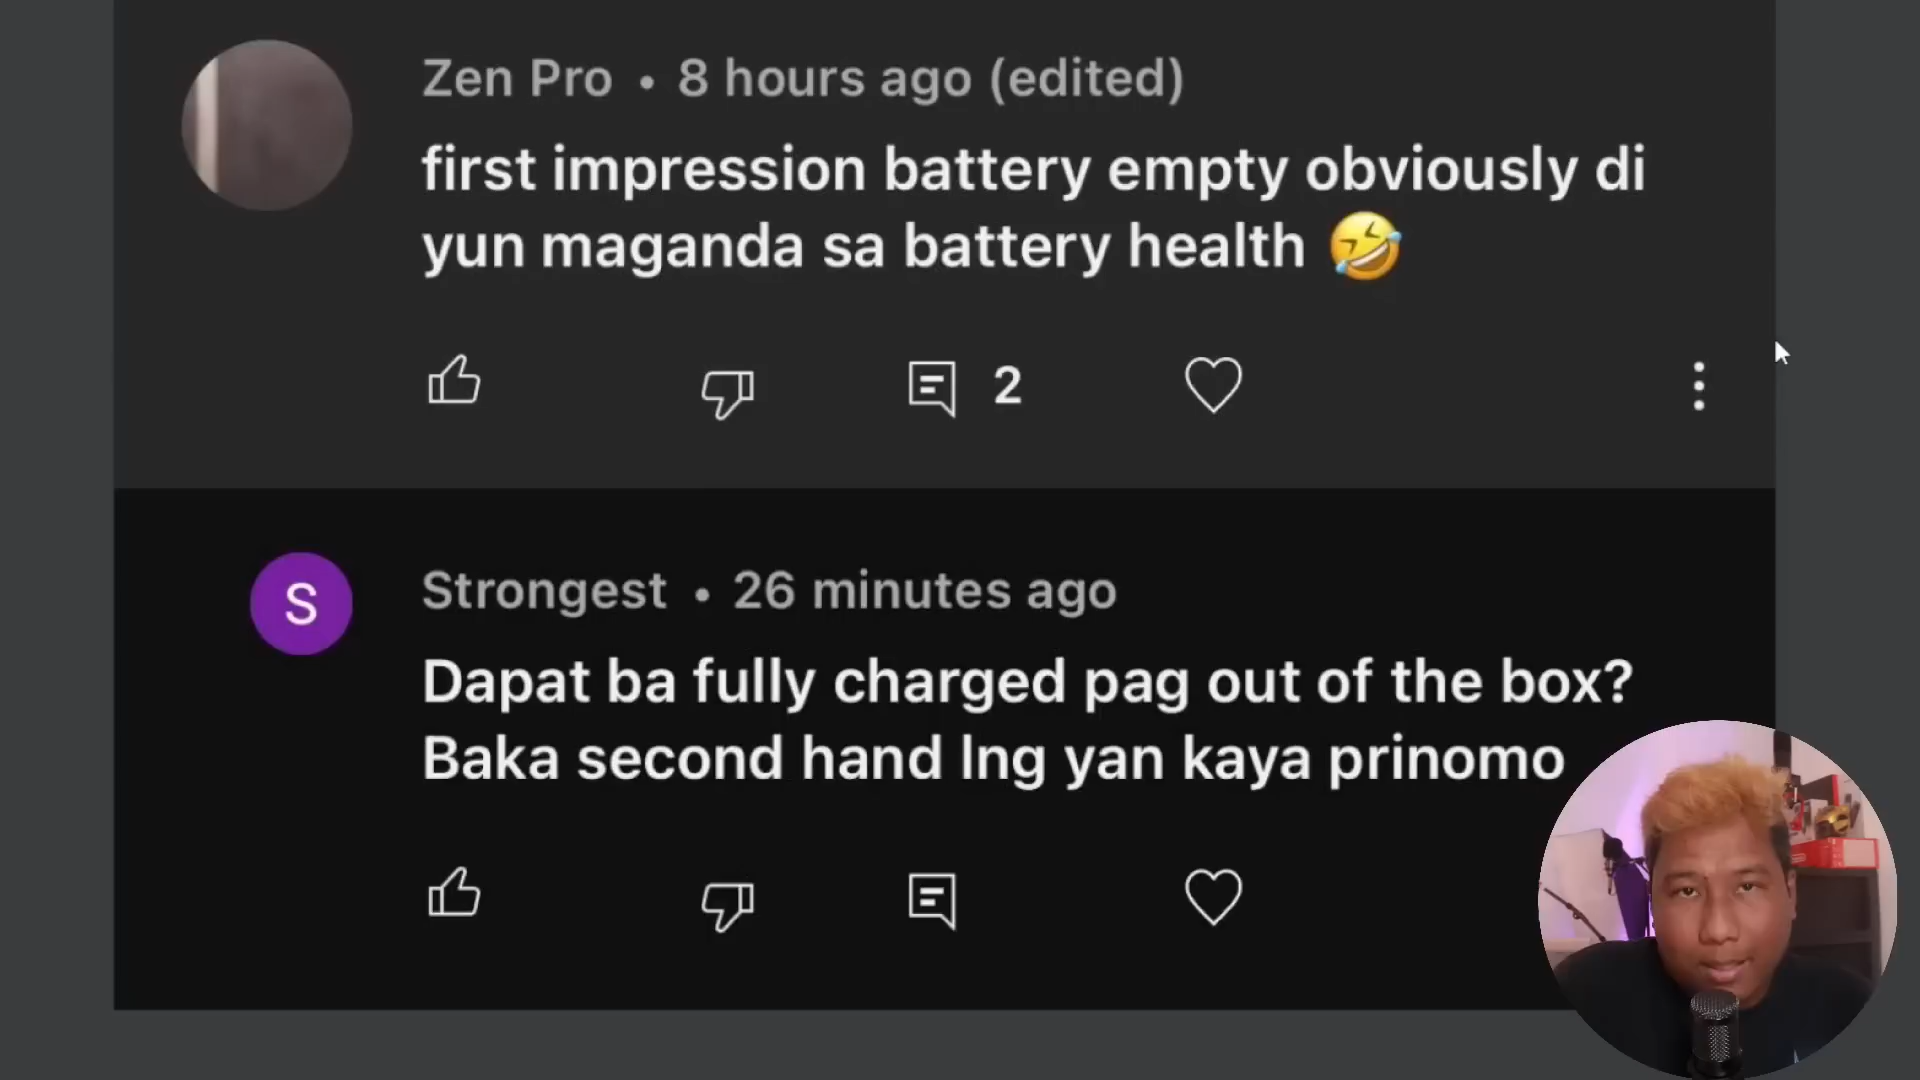 Zen Pro • 8 hours ago (edited)
first impression battery empty obviously di
yun maganda sa battery health 🤣
2
S
Strongest • 26 minutes ago
Dapat ba fully charged pag out of the box?
Baka second hand lng yan kaya prinomo